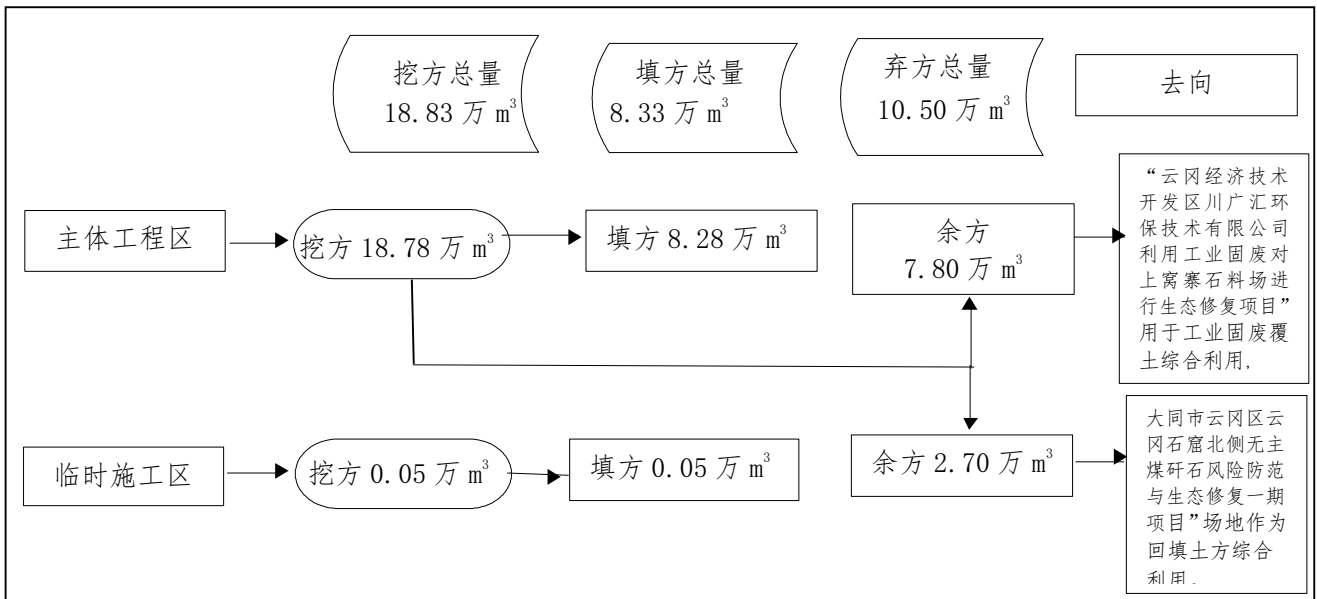 挖方总量
18.83 万 m³
填方总量
8.33 万 m³
弃方总量
10.50 万 m³
去向
主体工程区
挖方 18.78 万 m³
填方 8.28 万 m³
余方
7.80 万 m³
“云冈经济技术
开发区川广汇环
保技术有限公司
利用工业固废对
上窝寨石料场进
行生态修复项目”
用于工业固废覆
土综合利用,
临时施工区
挖方 0.05 万 m³
填方 0.05 万 m³
余方 2.70 万 m³
大同市云冈区云
冈石窟北侧无主
煤矸石风险防范
与生态修复一期
项目”场地作为
回填土方综合
利用。